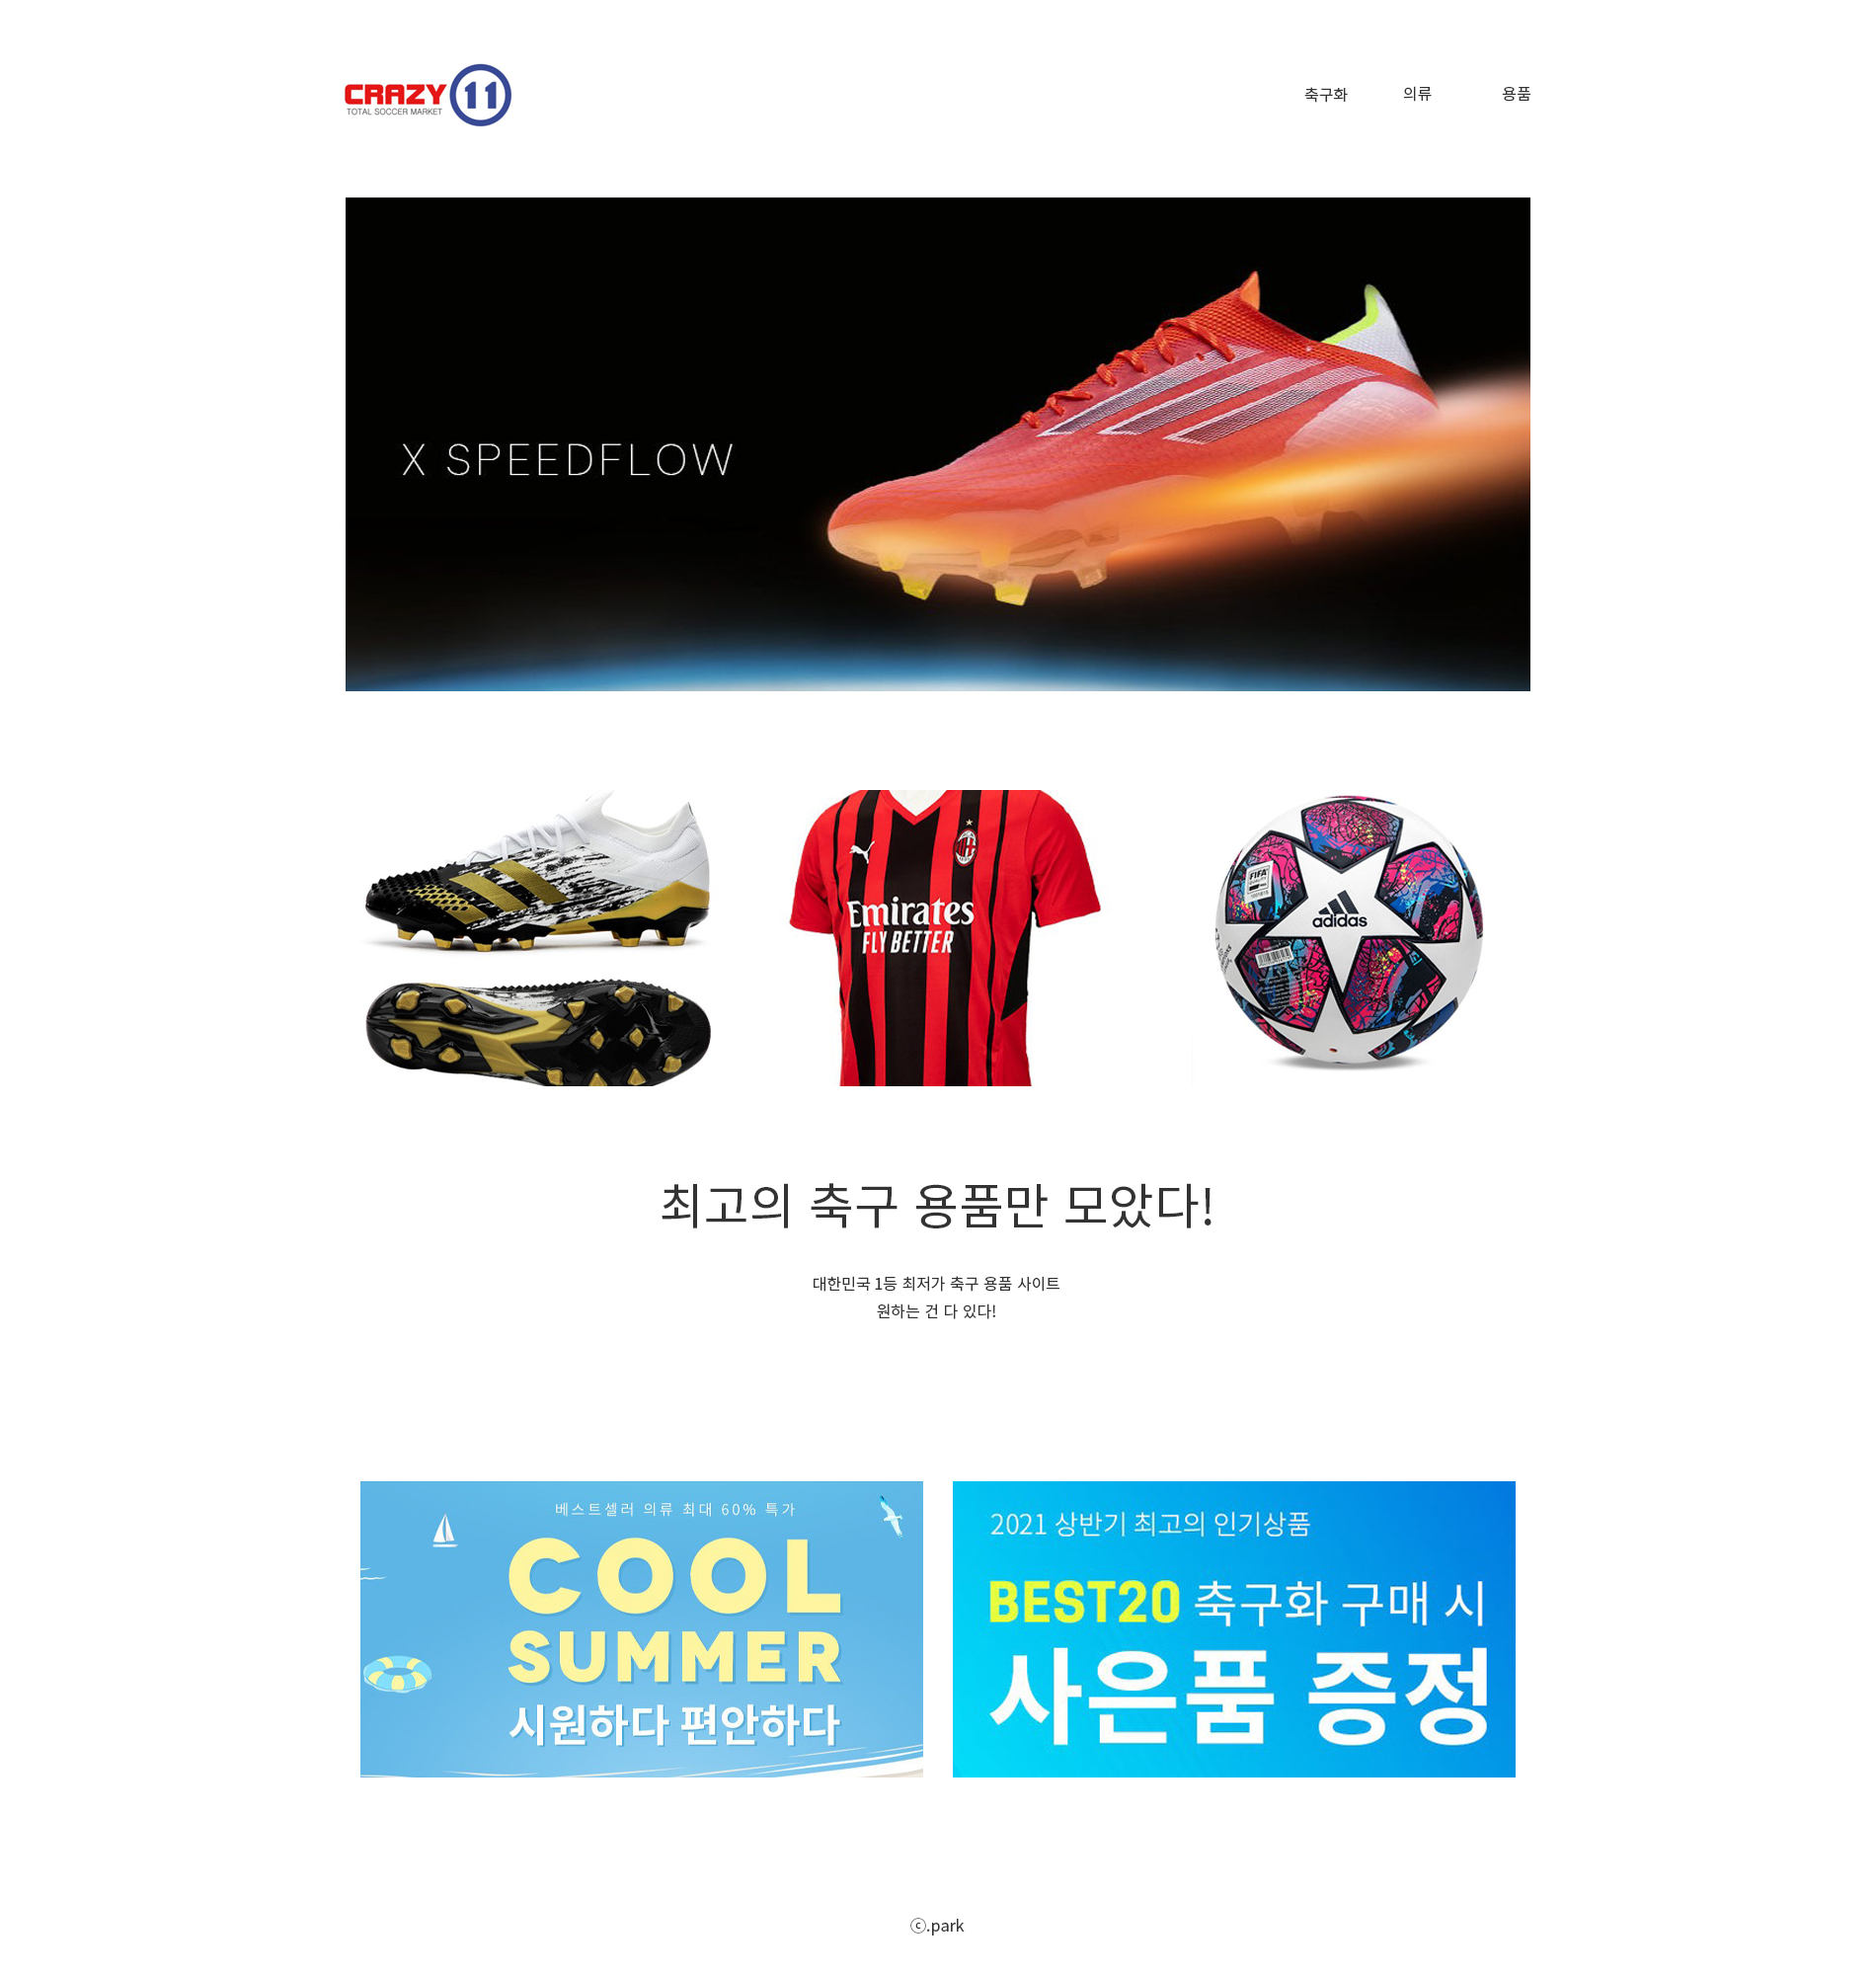 CRAZY 11
TOTAL SOCCER MARKET
축구화 의류 용품
X SPEEDFLOW
Emirates
FLY BETTER
FIFA
adidas
최고의 축구 용품만 모았다!
대한민국 1등 최저가 축구 용품 사이트
원하는 건 다 있다!
베스트셀러 의류 최대 60% 특가
COOL
SUMMER
시원하다 편안하다
2021 상반기 최고의 인기상품
BEST20 축구화 구매 시
사은품 증정
ⓒ.park